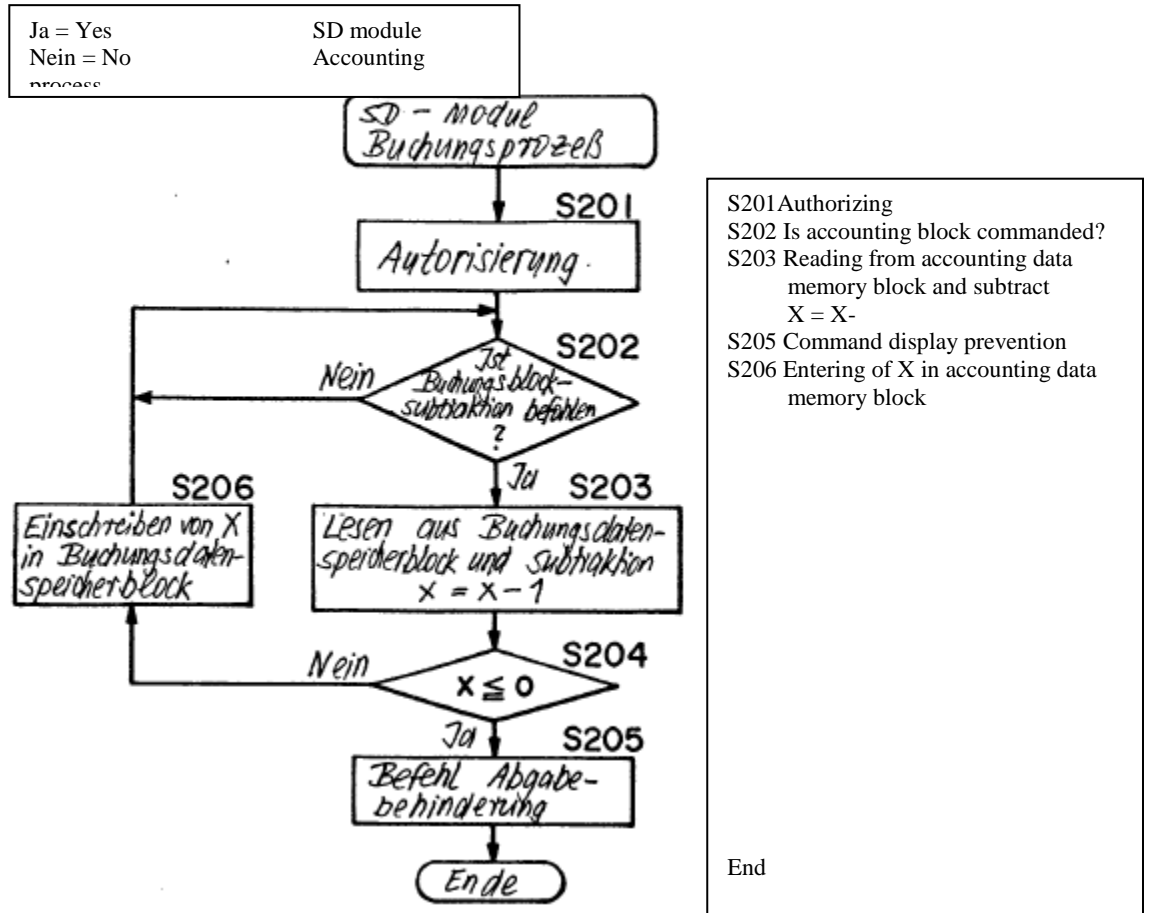 Ja = Yes SD module
Nein = No Accounting
process
SD - Modul
Buchungsprozeß
S201
Autorisierung.
S202
Ist
Buchungsblock-
subtraktion befohlen
?
Nein
Ja
S206
Einschreiben von X
in Buchungsdaten-
speicherblock
S203
Lesen aus Buchungsdaten-
speicherblock und Subtraktion
X = X - 1
S204
X ≦ 0
Nein
Ja
S205
Befehl Abgabe-
behinderung
Ende
S201Authorizing
S202 Is accounting block commanded?
S203 Reading from accounting data
memory block and subtract
X = X-
S205 Command display prevention
S206 Entering of X in accounting data
memory block
End